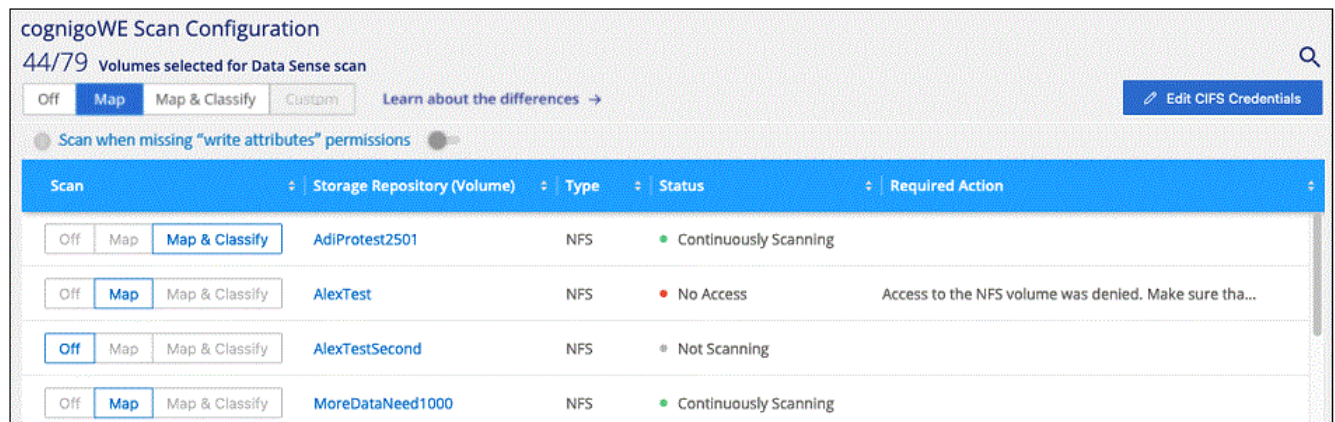 cognigoWE Scan Configuration
44/79 Volumes selected for Data Sense scan
Off Map Map & Classify Custom Learn about the differences → Edit CIFS Credentials
Scan when missing “write attributes” permissions
Scan Storage Repository (Volume) Type Status Required Action
Off Map Map & Classify AdiProtest2501 NFS Continuously Scanning
Off Map Map & Classify AlexTest NFS No Access Access to the NFS volume was denied. Make sure tha...
Off Map Map & Classify AlexTestSecond NFS Not Scanning
Off Map Map & Classify MoreDataNeed1000 NFS Continuously Scanning